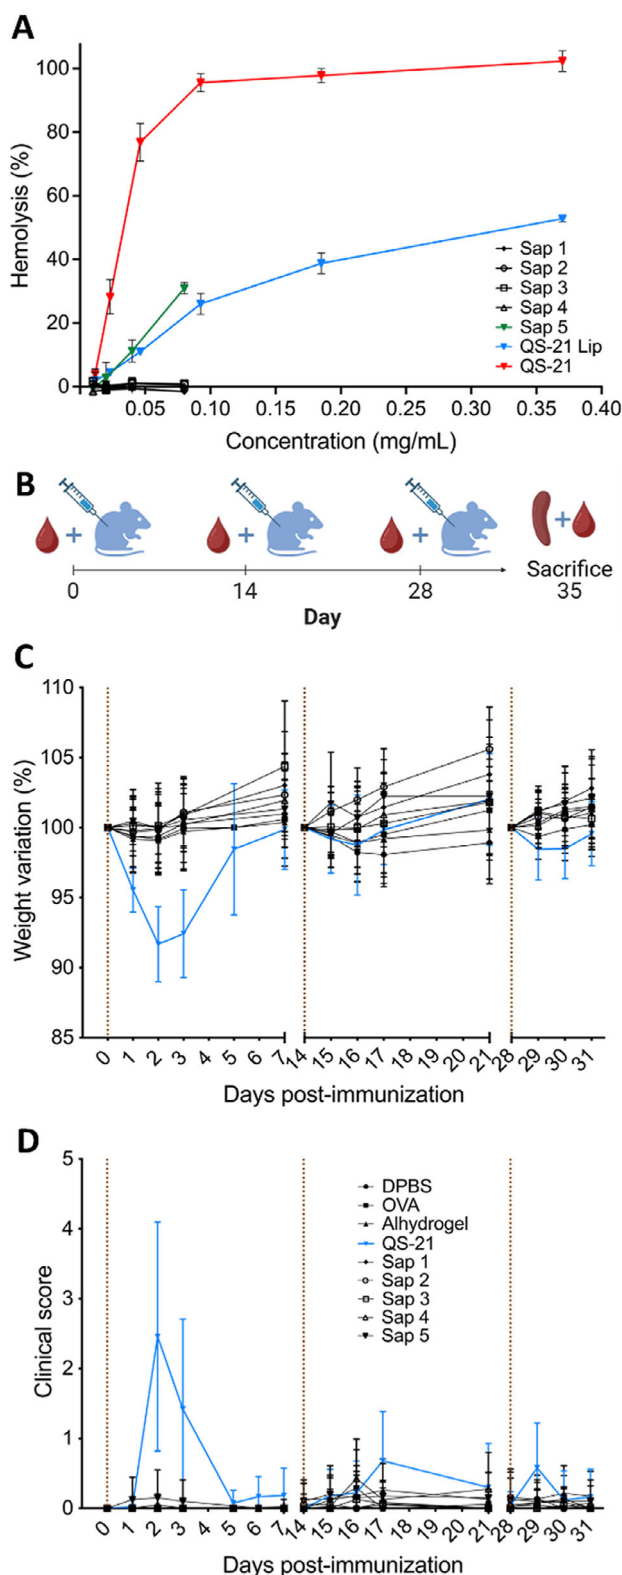 A
100
80
60
40
20
0
Hemolysis (%)
Sap 1
Sap 2
Sap 3
Sap 4
Sap 5
QS-21 Lip
QS-21
0.05 0.10 0.15 0.20 0.25 0.30 0.35 0.40
Concentration (mg/mL)
B
+ + + +
Sacrifice
0 14 28 35
Day
C
110
105
100
95
90
85
Weight variation (%)
0 1 2 3 4 5 6 7 14 15 16 17 18 19 20 21 28 29 30 31
Days post-immunization
D
5
4
3
2
1
0
Clinical score
DPBS
OVA
Alhydrogel
QS-21
Sap 1
Sap 2
Sap 3
Sap 4
Sap 5
0 1 2 3 4 5 6 7 14 15 16 17 18 19 20 21 28 29 30 31
Days post-immunization